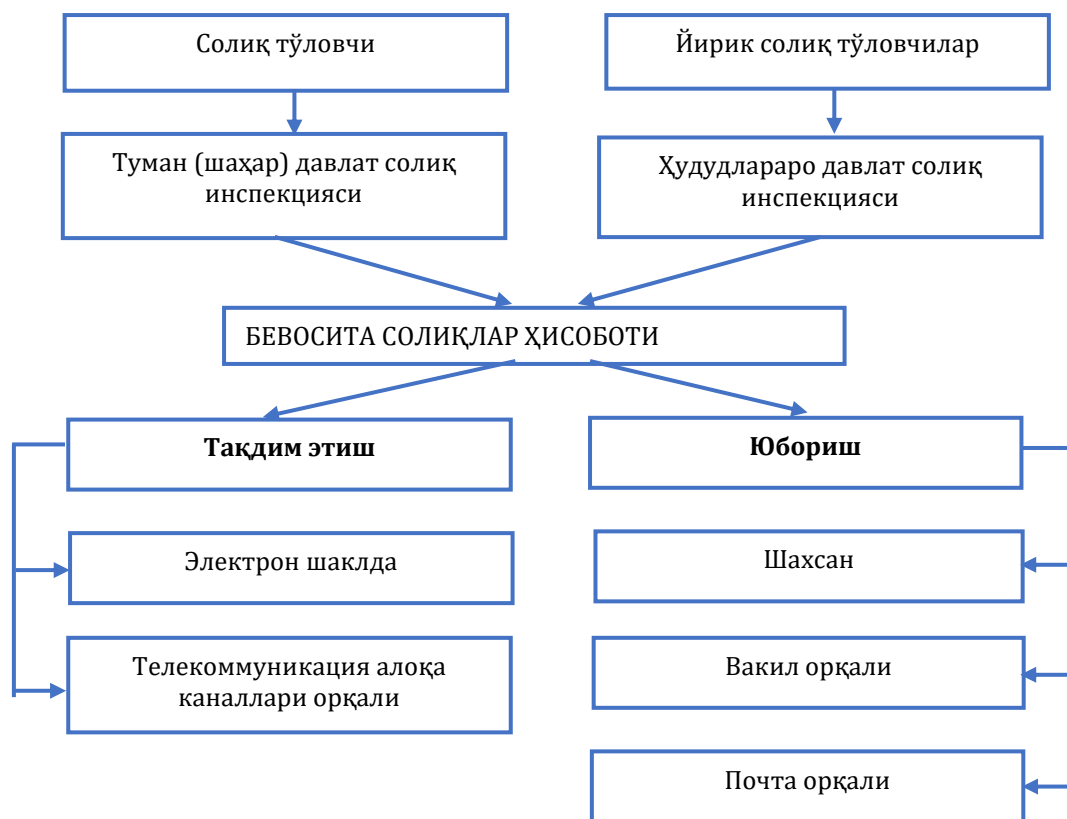 Солиқ тўловчи
Йирик солиқ тўловчилар
Туман (шаҳар) давлат солиқ
инспекцияси
Ҳудудлараро давлат солиқ
инспекцияси
БЕВОСИТА СОЛИҚЛАР ҲИСОБОТИ
Тақдим этиш
Юбориш
Электрон шаклда
Шахсан
Телекоммуникация алоқа
каналлари орқали
Вакил орқали
Почта орқали